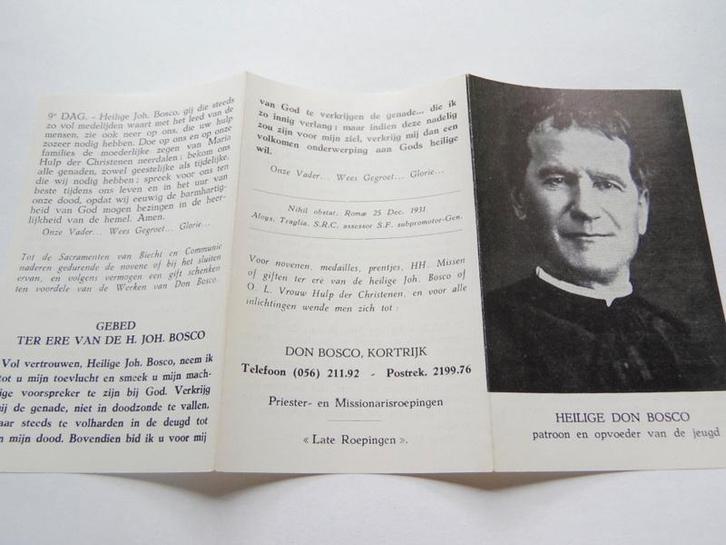 9e DAG. - Heilige Joh. Bosco, gij die steeds
zo vol medelijden waart met het leed van de
mensen, zie ook neer op ons, die uw hulp
zozeer nodig hebben. Doe op ons en op onze
families de moederlijke zegen van Maria
Hulp der Christenen neerdalen; bekom ons
alle genaden, zowel geestelijke als tijdelijke,
die wij nodig hebben; spreek voor ons ten
beste tijdens ons leven en in het uur van
onze dood, opdat wij eeuwig de barmhartig-
heid van God mogen bezingen in de heer-
lijkheid van de hemel. Amen.
Onze Vader... Wees Gegroet... Glorie...
Tot de Sacramenten van Biecht en Communie
naderen gedurende de novene of bij het sluiten
ervan, en volgens vermogen een gift schenken
ten voordele van de Werken van Don Bosco.
GEBED
TER ERE VAN DE H. JOH. BOSCO
Vol vertrouwen, Heilige Joh. Bosco, neem ik
tot u mijn toevlucht en smeek u mijn mach-
ige voorspreker te zijn bij God. Verkrijg
ij de genade, niet in doodzonde te vallen,
aar steeds te volharden in de deugd tot
n mijn dood. Bovendien bid ik u voor mij
van God te verkrijgen de genade... die ik
zo innig verlang; maar indien deze nadelig
zou zijn voor mijn ziel, verkrijg mij dan een
volkomen onderwerping aan Gods heilige
wil.
Onze Vader... Wees Gegroet... Glorie...
Nihil obstat, Romæ 25 Dec. 1931
Aloys. Traglia, S.R.C. assessor S.F. subpromotor-Gen.
Voor novenen, medailles, prentjes, HH. Missen
of giften ter ere van de heilige Joh. Bosco of
O. L. Vrouw Hulp der Christenen, en voor alle
inlichtingen wende men zich tot:
DON BOSCO, KORTRIJK
Telefoon (056) 211.92 - Postrek. 2199.76
Priester- en Missionarisroepingen
« Late Roepingen ».
HEILIGE DON BOSCO
patroon en opvoeder van de jeugd